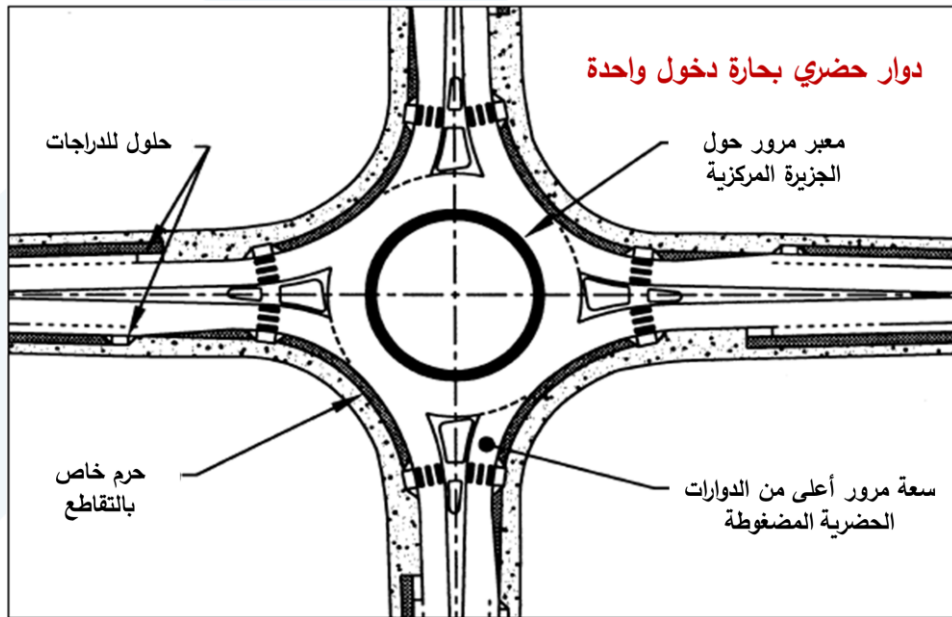 دوار حضري بحارة دخول واحدة
حلول للدراجات
معبر مرور حول
الجزيرة المركزية
حرم خاص
بالتقاطع
سعة مرور أعلى من الدوارات
الحضرية المضغوطة